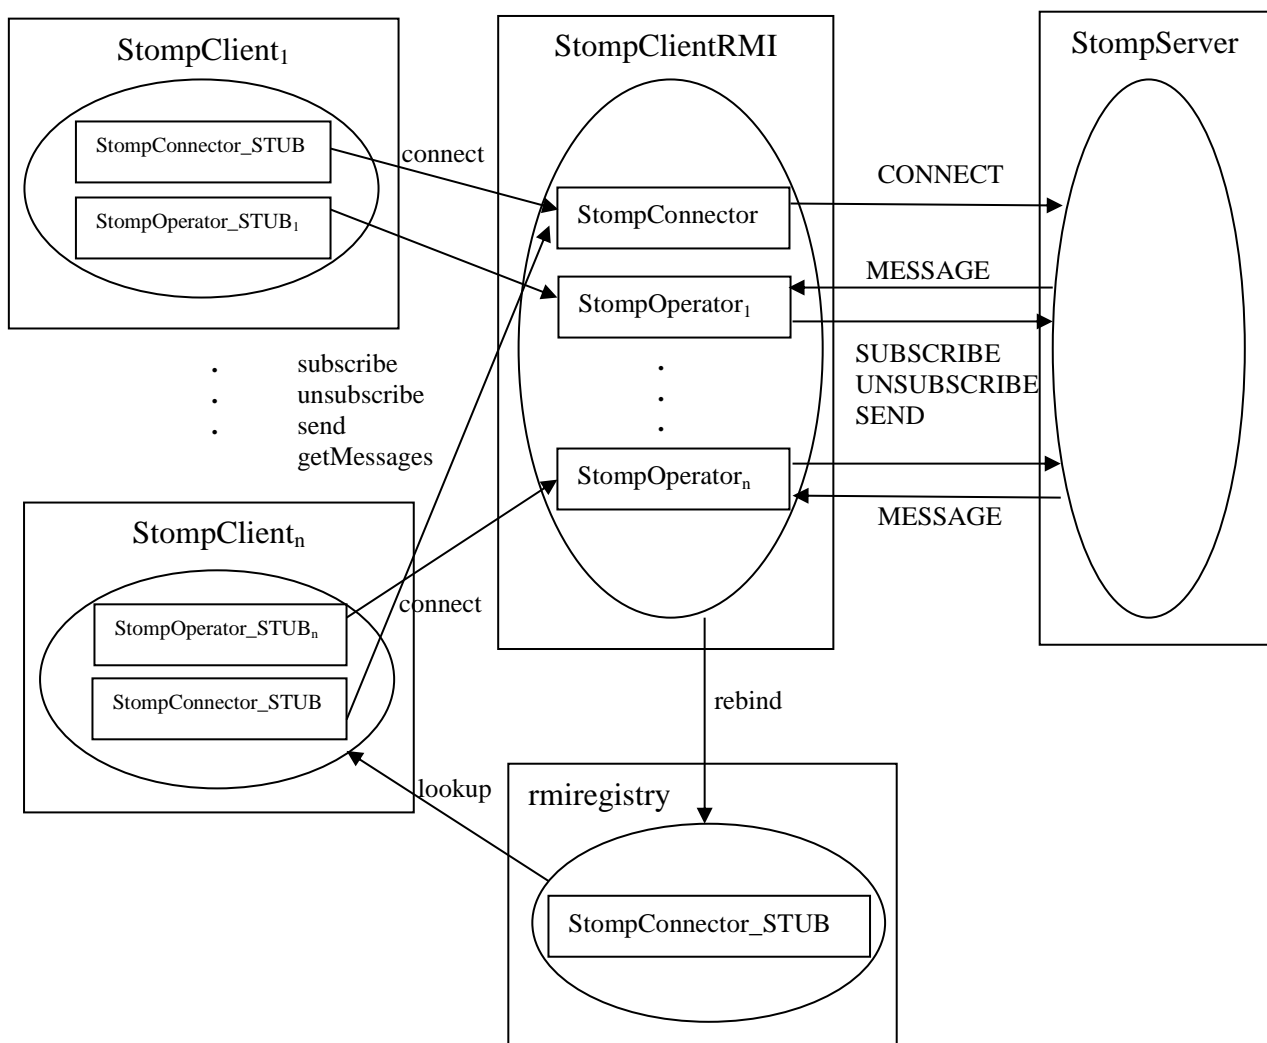 StompClient₁
StompConnector_STUB
StompOperator_STUB₁
connect
StompClientRMI
StompConnector
StompOperator₁
.
.
.
StompOperatorₙ
StompServer
CONNECT
MESSAGE
SUBSCRIBE
UNSUBSCRIBE
SEND
MESSAGE
.
.
.
subscribe
unsubscribe
send
getMessages
StompClientₙ
StompOperator_STUBₙ
StompConnector_STUB
connect
lookup
rebind
rmiregistry
StompConnector_STUB